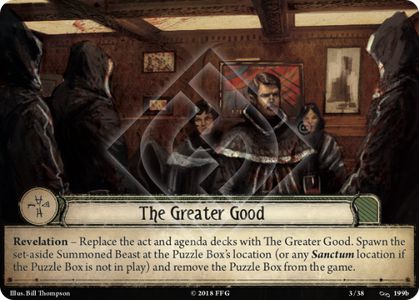 The Greater Good
Revelation – Replace the act and agenda decks with The Greater Good. Spawn the
set-aside Summoned Beast at the Puzzle Box's location (or any Sanctum location if
the Puzzle Box is not in play) and remove the Puzzle Box from the game.
Illus. Bill Thompson © 2018 FFG 3/38 199b